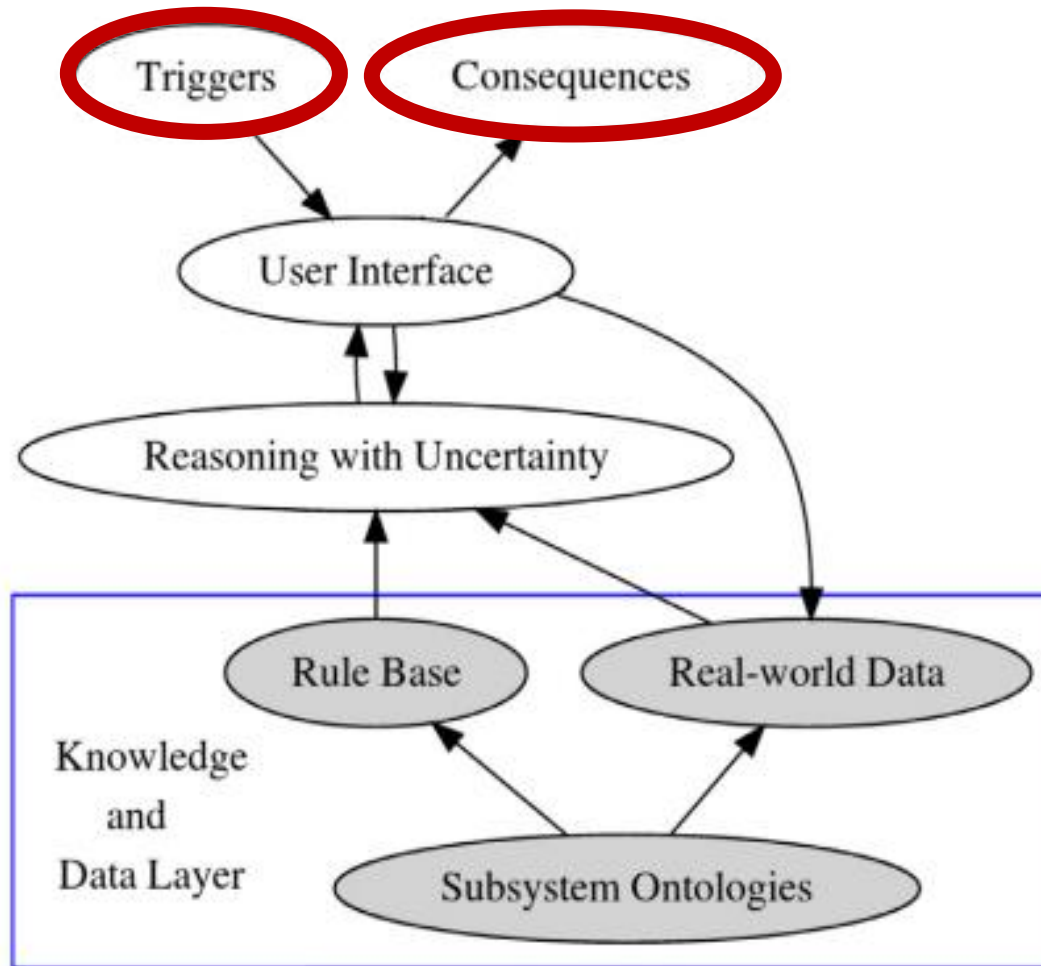 Triggers
Consequences
User Interface
Reasoning with Uncertainty
Rule Base
Real-world Data
Knowledge
and
Data Layer
Subsystem Ontologies